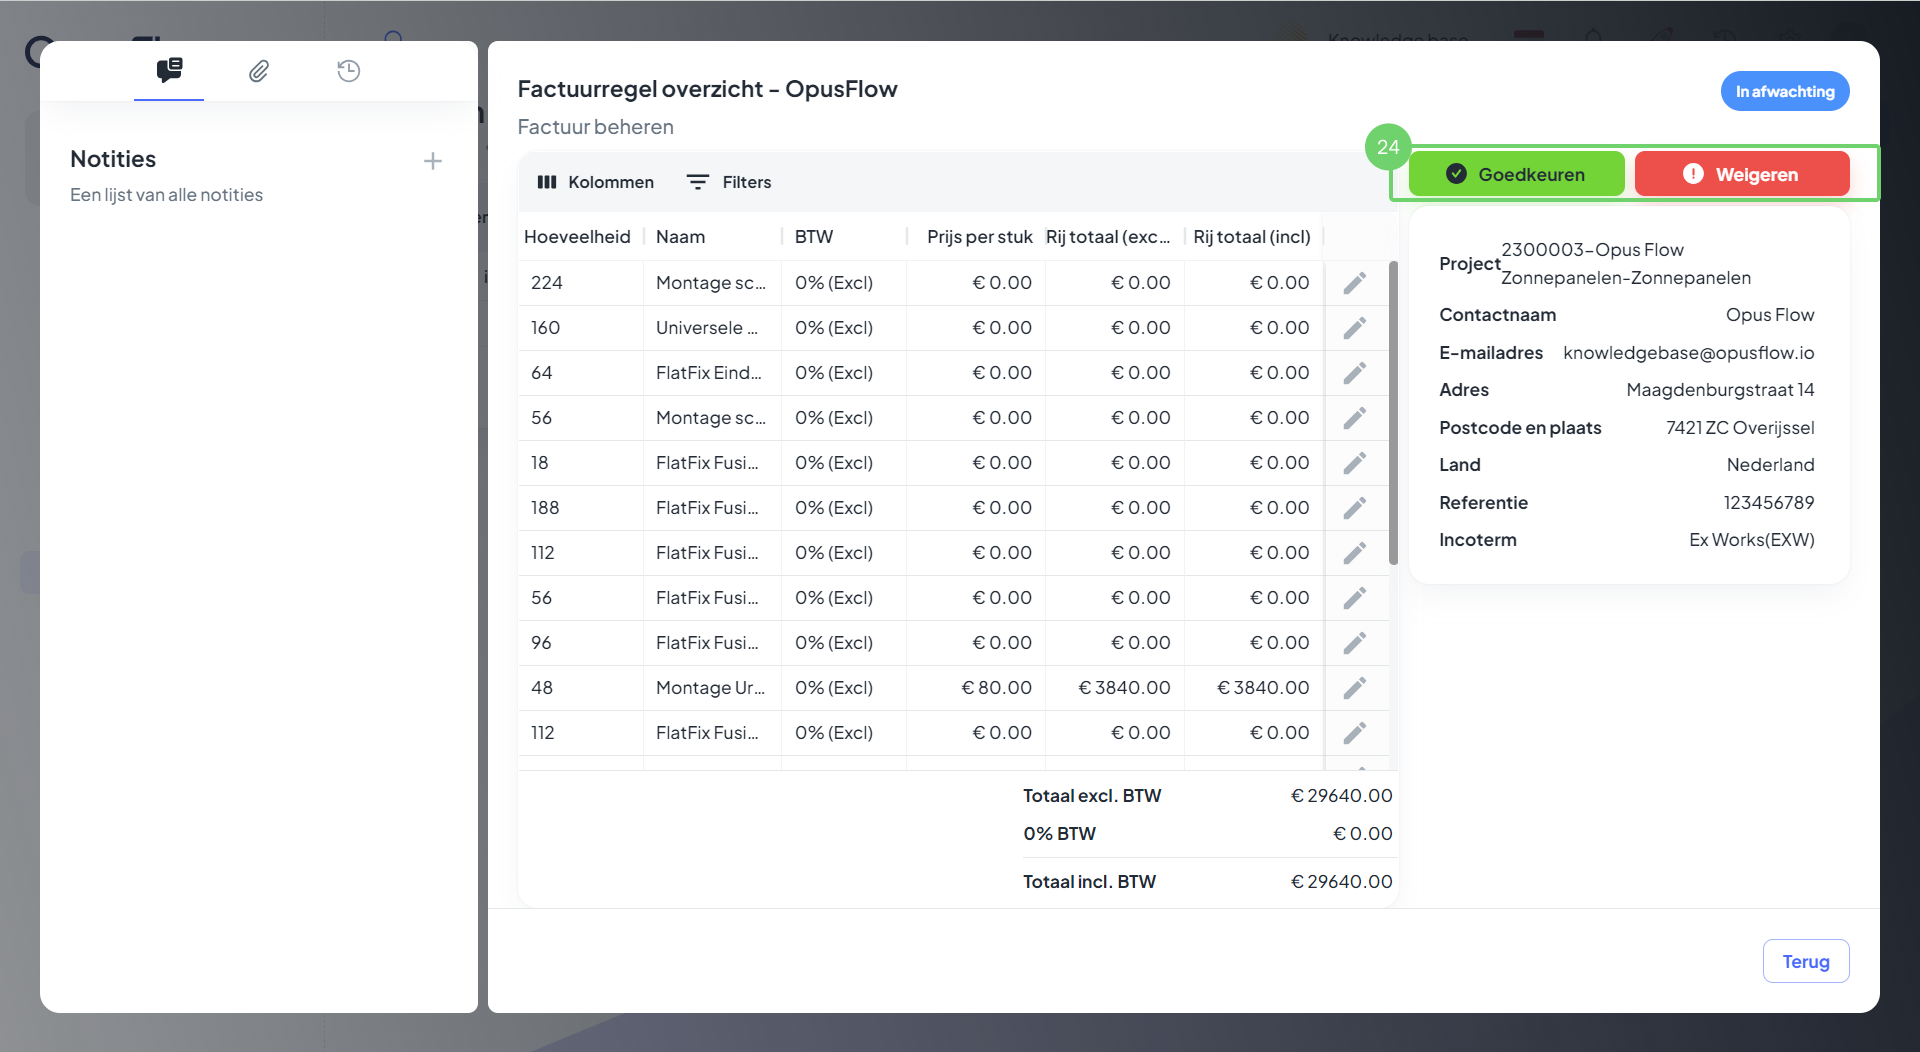 Knowledge base
Notities
Een lijst van alle notities
Factuurregel overzicht - OpusFlow
Factuur beheren
In afwachting
24
Goedkeuren
Weigeren
Kolommen Filters
Hoeveelheid Naam BTW Prijs per stuk Rij totaal (exc... Rij totaal (incl)
224 Montage sc... 0% (Excl) € 0.00 € 0.00 € 0.00
160 Universele ... 0% (Excl) € 0.00 € 0.00 € 0.00
64 FlatFix Eind... 0% (Excl) € 0.00 € 0.00 € 0.00
56 Montage sc... 0% (Excl) € 0.00 € 0.00 € 0.00
18 FlatFix Fusi... 0% (Excl) € 0.00 € 0.00 € 0.00
188 FlatFix Fusi... 0% (Excl) € 0.00 € 0.00 € 0.00
112 FlatFix Fusi... 0% (Excl) € 0.00 € 0.00 € 0.00
56 FlatFix Fusi... 0% (Excl) € 0.00 € 0.00 € 0.00
96 FlatFix Fusi... 0% (Excl) € 0.00 € 0.00 € 0.00
48 Montage Ur... 0% (Excl) € 80.00 € 3840.00 € 3840.00
112 FlatFix Fusi... 0% (Excl) € 0.00 € 0.00 € 0.00
Totaal excl. BTW € 29640.00
0% BTW € 0.00
Totaal incl. BTW € 29640.00
Project 2300003-Opus Flow
Zonnepanelen-Zonnepanelen
Contactnaam Opus Flow
E-mailadres knowledgebase@opusflow.io
Adres Maagdenburgstraat 14
Postcode en plaats 7421 ZC Overijssel
Land Nederland
Referentie 123456789
Incoterm Ex Works(EXW)
Terug